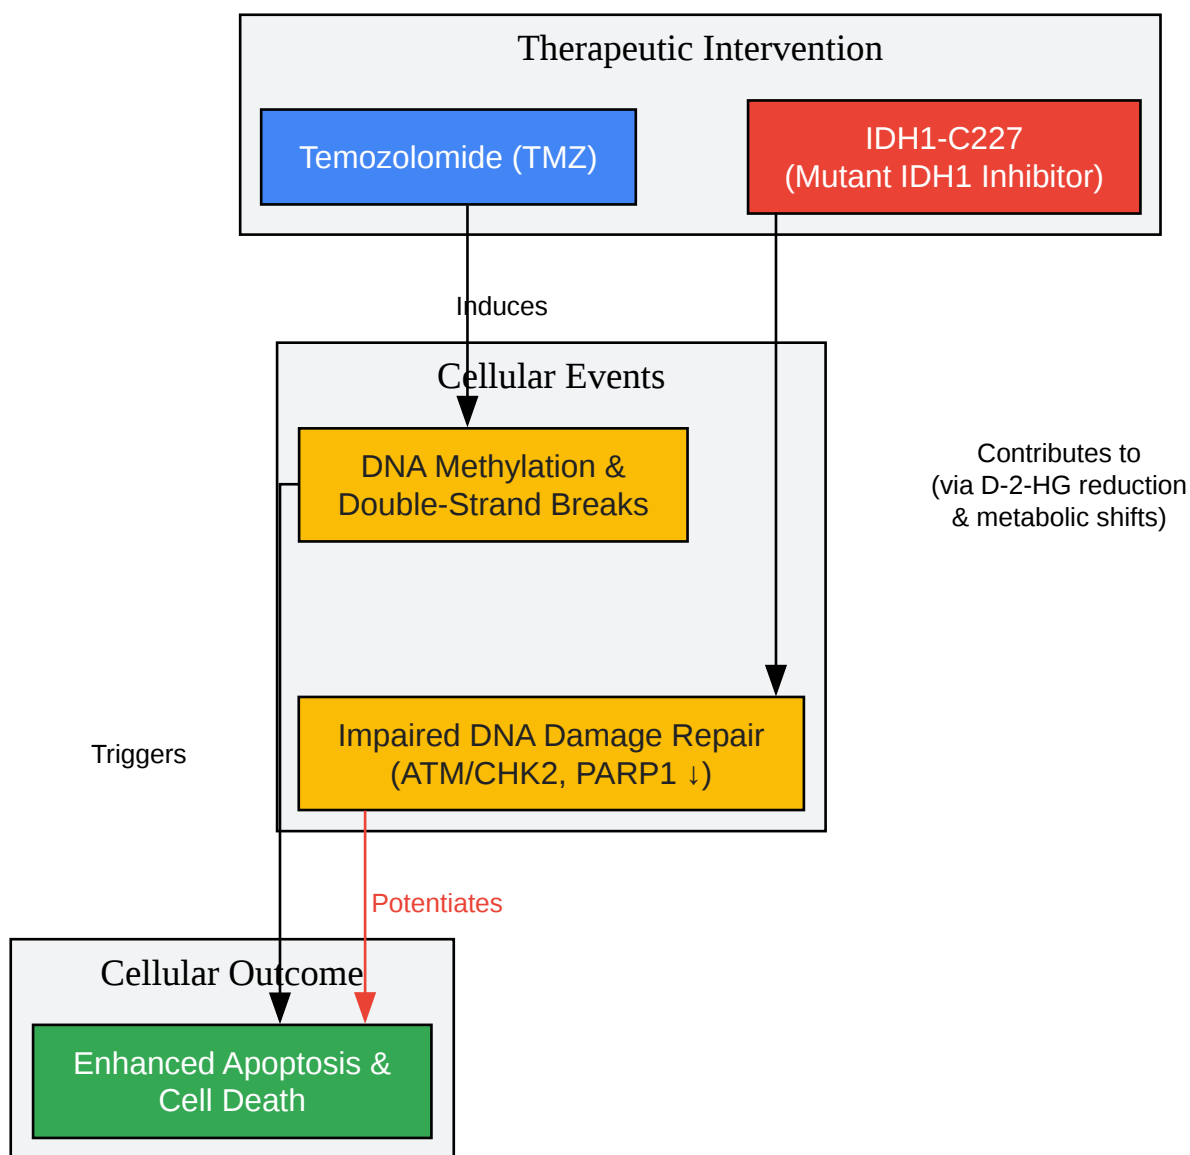 Therapeutic Intervention
Temozolomide (TMZ)
IDH1-C227
(Mutant IDH1 Inhibitor)
Induces
Cellular Events
DNA Methylation &
Double-Strand Breaks
Contributes to
(via D-2-HG reduction
& metabolic shifts)
Impaired DNA Damage Repair
(ATM/CHK2, PARP1 ↓)
Triggers
Potentiates
Cellular Outcome
Enhanced Apoptosis &
Cell Death